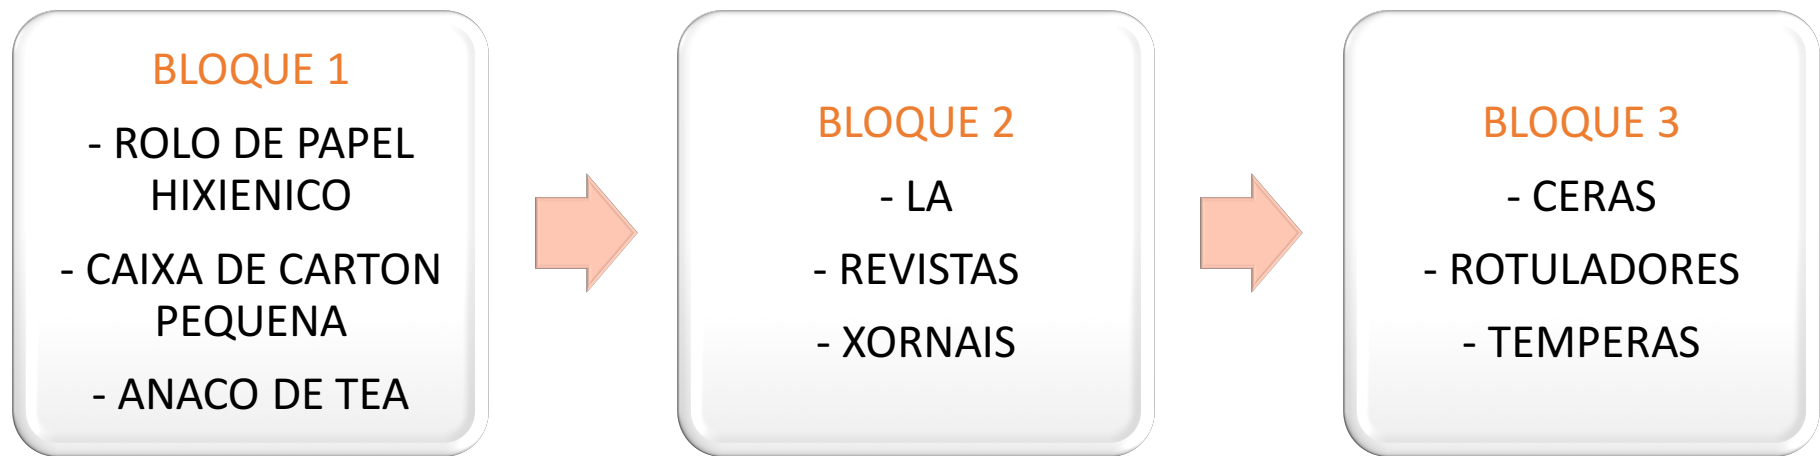 BLOQUE 1
- ROLO DE PAPEL
HIXIENICO
- CAIXA DE CARTON
PEQUENA
- ANACO DE TEA
BLOQUE 2
- LA
- REVISTAS
- XORNAIS
BLOQUE 3
- CERAS
- ROTULADORES
- TEMPERAS